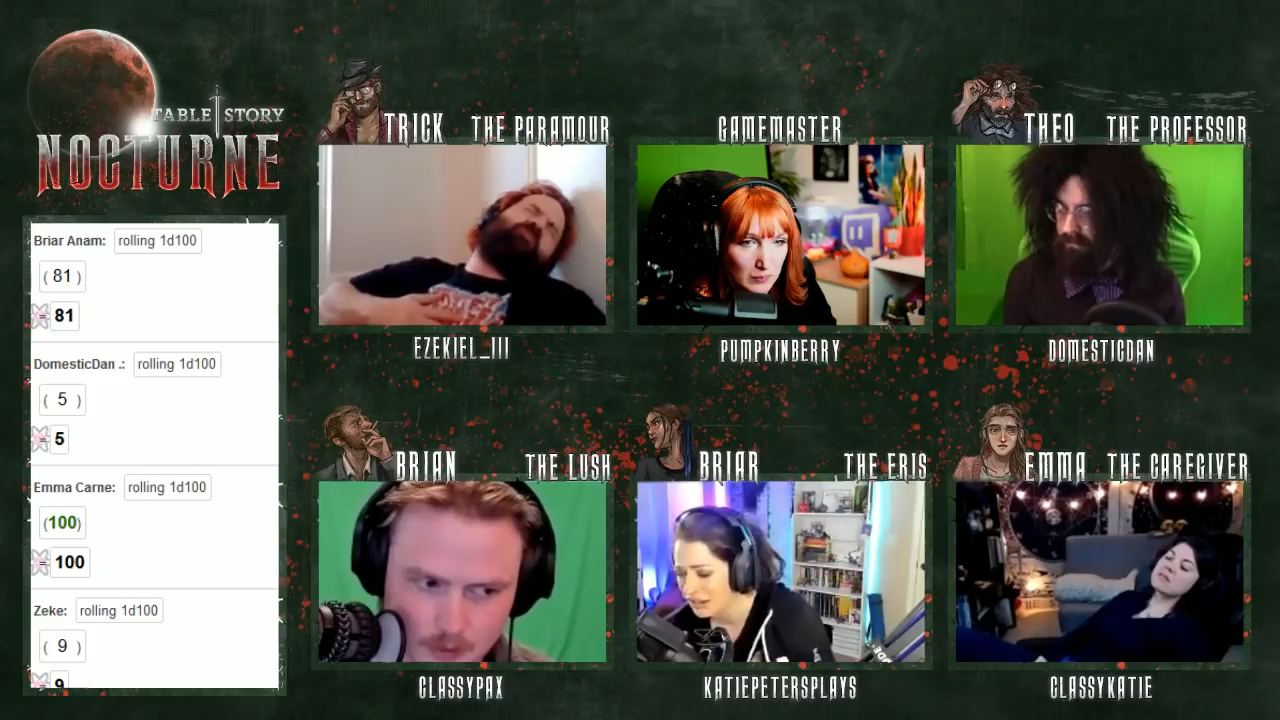 TABLE STORY
NOCTURNE
Briar Anam: rolling 1d100
( 81 )
= 81
DomesticDan .: rolling 1d100
( 5 )
= 5
Emma Carne: rolling 1d100
(100)
= 100
Zeke: rolling 1d100
( 9 )
= 9
TRICK THE PARAMOUR
EZEKIEL_III
GAMEMASTER
PUMPKINBERRY
THEO THE PROFESSOR
DOMESTICDAN
BRIAN THE LUSH
CLASSYPAX
BRIAR THE ERIS
KATIEPETERSPLAYS
EMMA THE CAREGIVER
CLASSYKATIE